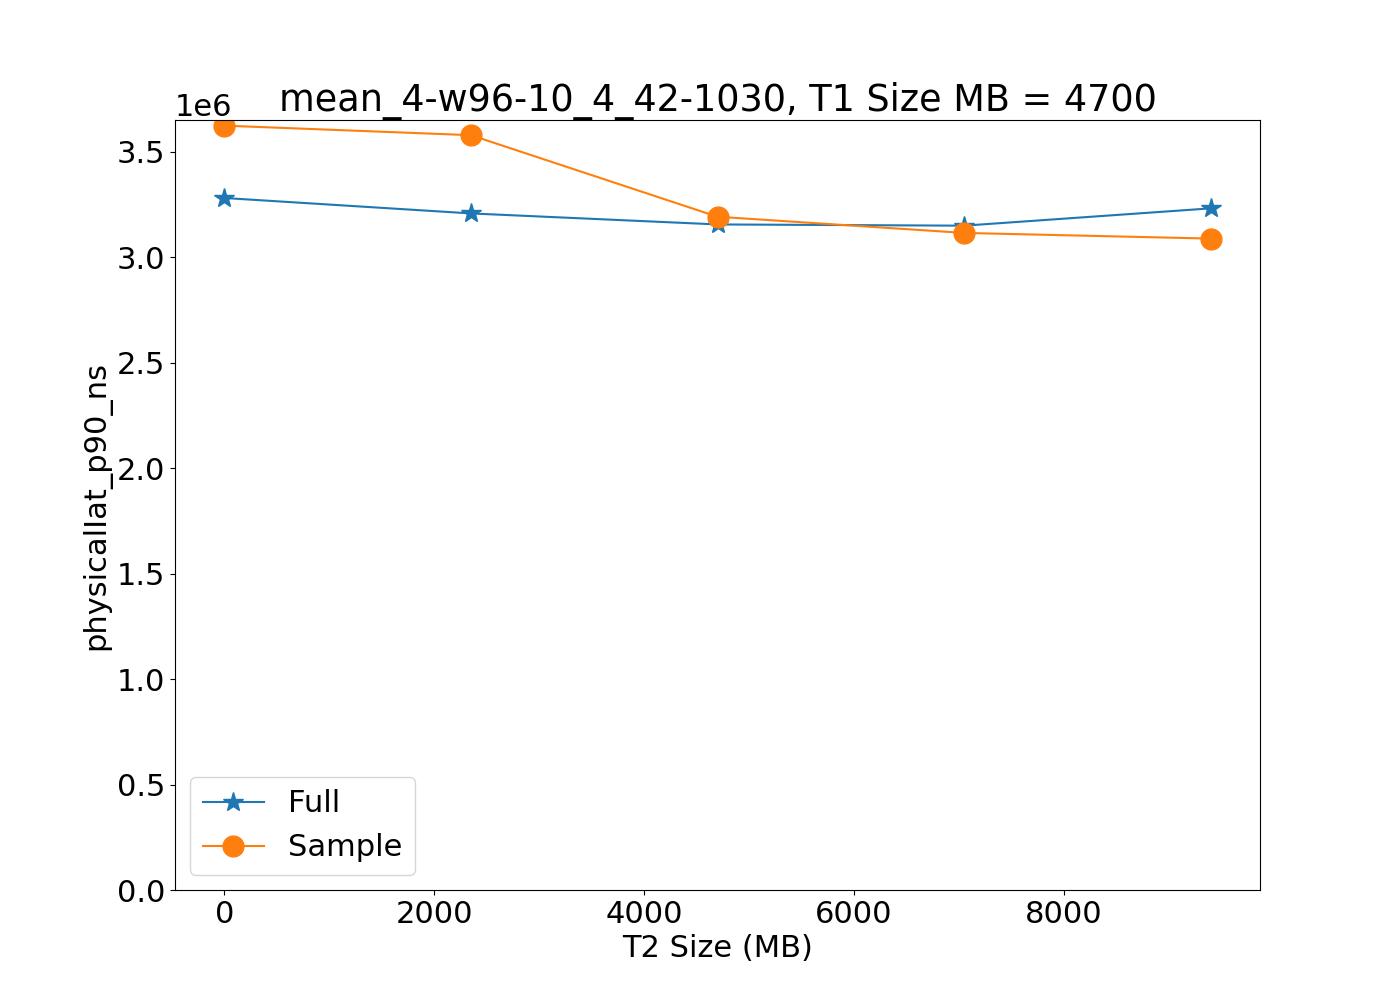 mean_4-w96-10_4_42-1030, T1 Size MB = 4700
1e6
3.5
3.0
2.5
2.0
1.5
1.0
0.5
0.0
physicallat_p90_ns
Full
Sample
0
2000
4000
6000
8000
T2 Size (MB)